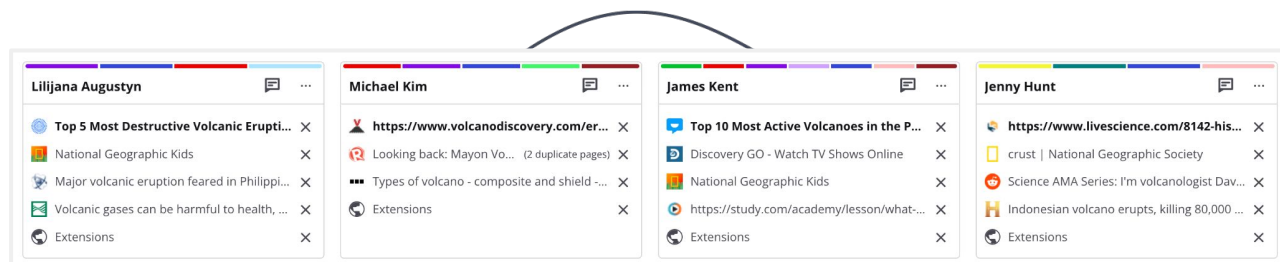 Lilijana Augustyn
Top 5 Most Destructive Volcanic Erupti...
National Geographic Kids
Major volcanic eruption feared in Philippi...
Volcanic gases can be harmful to health, ...
Extensions
Michael Kim
https://www.volcanodiscovery.com/er...
Looking back: Mayon Vo... (2 duplicate pages)
Types of volcano - composite and shield -...
Extensions
James Kent
Top 10 Most Active Volcanoes in the P...
Discovery GO - Watch TV Shows Online
National Geographic Kids
https://study.com/academy/lesson/what-...
Extensions
Jenny Hunt
https://www.livescience.com/8142-his...
crust | National Geographic Society
Science AMA Series: I'm volcanologist Dav...
Indonesian volcano erupts, killing 80,000 ...
Extensions